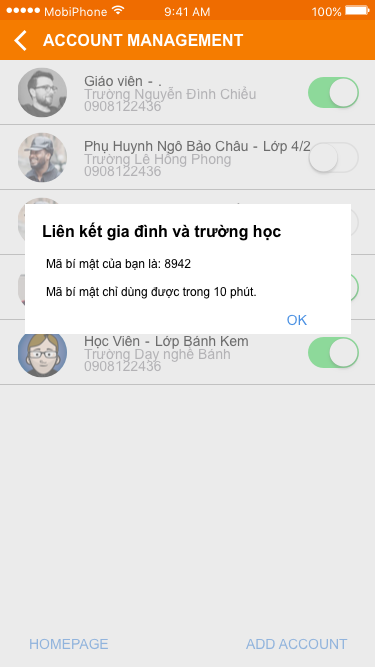 MobiPhone 9:41 AM 100%
ACCOUNT MANAGEMENT
Giáo viên - .
Trường Nguyễn Đình Chiểu
0908122436
Phụ Huynh Ngô Bảo Châu - Lớp 4/2
Trường Lê Hồng Phong
0908122436
Liên kết gia đình và trường học
Mã bí mật của bạn là: 8942
Mã bí mật chỉ dùng được trong 10 phút.
OK
Học Viên - Lớp Bánh Kem
Trường Dạy nghề Bánh
0908122436
HOMEPAGE ADD ACCOUNT